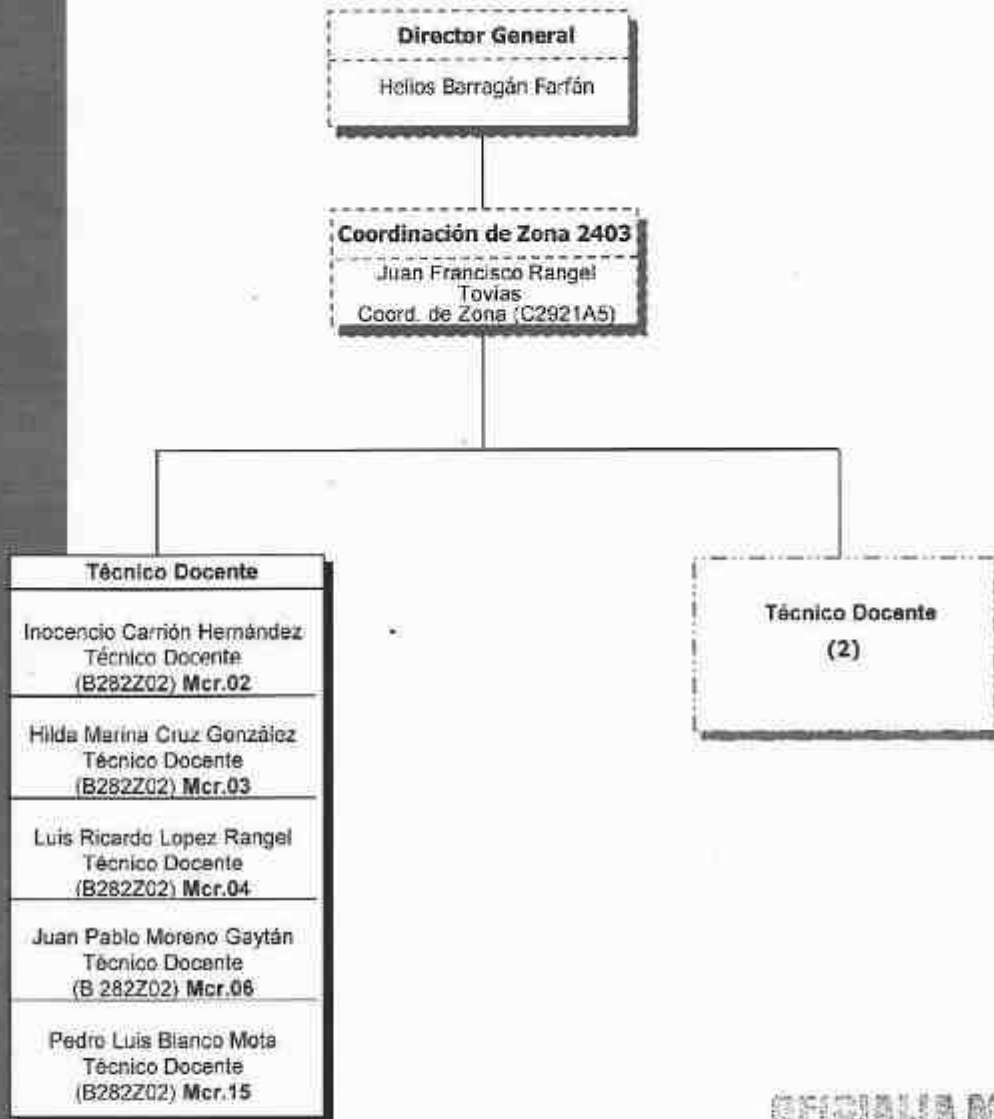 Director General
Helios Barragán Farfán
Coordinación de Zona 2403
Juan Francisco Rangel
Tovías
Coord. de Zona (C2921A5)
Técnico Docente
Inocencio Carrión Hernández
Técnico Docente
(B282Z02) Mcr.02
Hilda Marina Cruz González
Técnico Docente
(B282Z02) Mcr.03
Luis Ricardo Lopez Rangel
Técnico Docente
(B282Z02) Mcr.04
Juan Pablo Moreno Gaytán
Técnico Docente
(B 282Z02) Mcr.06
Pedro Luis Blanco Mota
Técnico Docente
(B282Z02) Mcr.15
Técnico Docente
(2)
OFICIALIA